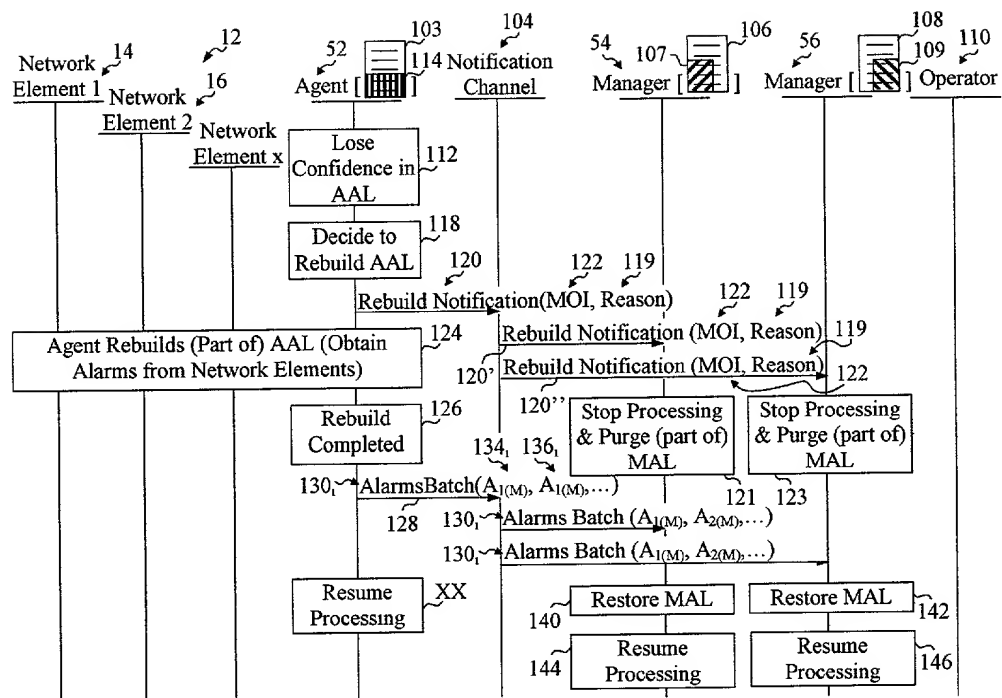 14
Network
Element 1
12
16
Network
Element 2
Network
Element x
52
103
114
Agent [ ]
104
Notification
Channel
54
107
106
Manager [ ]
56
108
109
Manager [ ]
110
Operator
Lose
Confidence in
AAL
112
Decide to
Rebuild AAL
118
120
122
119
Rebuild Notification(MOI, Reason)
122
119
Rebuild Notification (MOI, Reason)
120'
119
Rebuild Notification (MOI, Reason)
120''
122
Agent Rebuilds (Part of) AAL (Obtain
Alarms from Network Elements)
124
Rebuild
Completed
126
Stop Processing
& Purge (part of)
MAL
121
Stop Processing
& Purge (part of)
MAL
123
134₁
136₁
130₁
AlarmsBatch(A1(M), A1(M),...)
128
130₁
Alarms Batch (A1(M), A2(M),...)
130₁
Alarms Batch (A1(M), A2(M),...)
Resume
Processing
XX
Restore MAL
140
Restore MAL
142
Resume
Processing
144
Resume
Processing
146